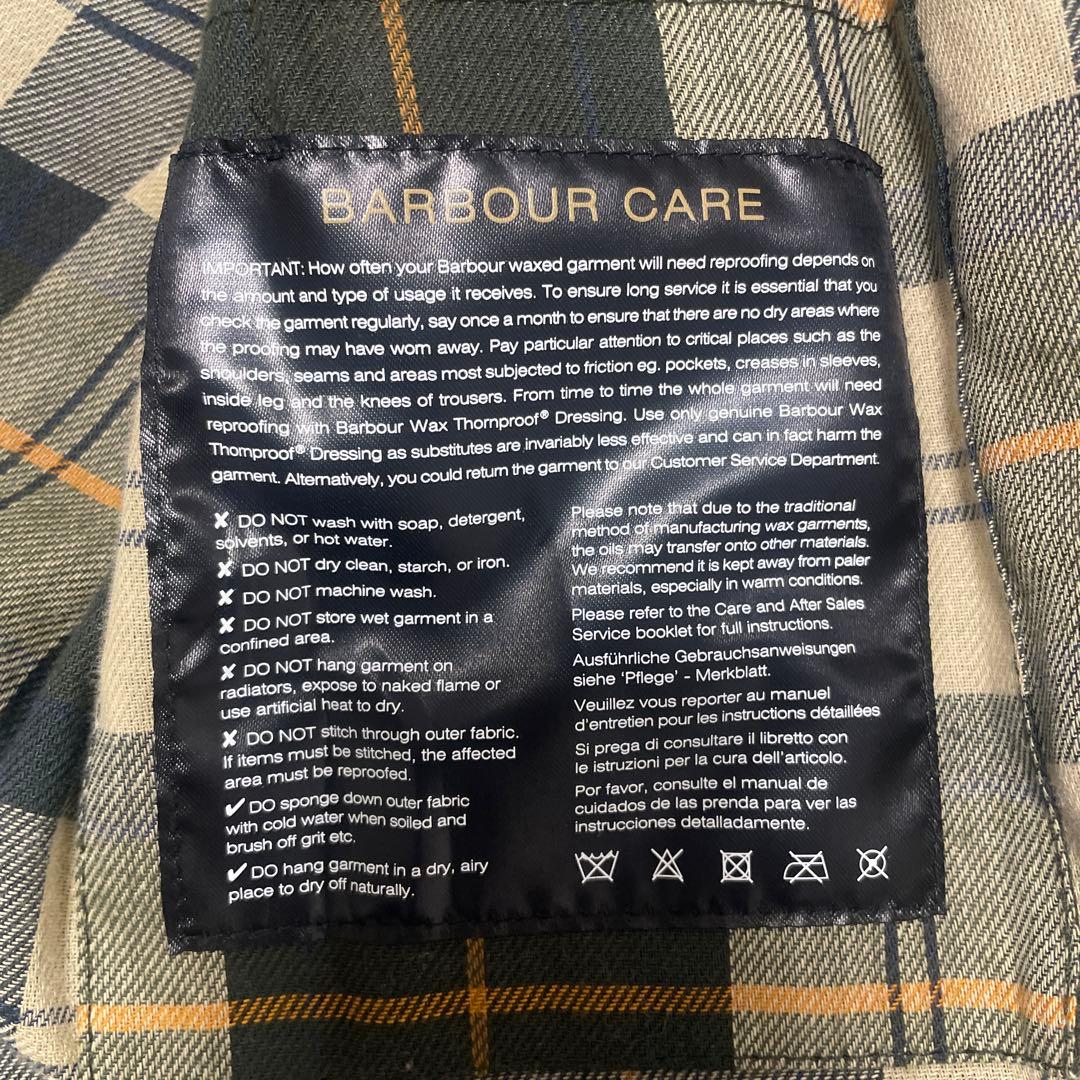 BARBOUR CARE
IMPORTANT: How often your Barbour waxed garment will need reproofing depends on
the amount and type of usage it receives. To ensure long service it is essential that you
check the garment regularly, say once a month to ensure that there are no dry areas where
the proofing may have worn away. Pay particular attention to critical places such as the
shoulders, seams and areas most subjected to friction eg. pockets, creases in sleeves,
inside leg and the knees of trousers. From time to time the whole garment will need
reproofing with Barbour Wax Thornproof® Dressing. Use only genuine Barbour Wax
Thornproof® Dressing as substitutes are invariably less effective and can in fact harm the
garment. Alternatively, you could return the garment to our Customer Service Department.
✘ DO NOT wash with soap, detergent,
solvents, or hot water.
✘ DO NOT dry clean, starch, or iron.
✘ DO NOT machine wash.
✘ DO NOT store wet garment in a
confined area.
✘ DO NOT hang garment on
radiators, expose to naked flame or
use artificial heat to dry.
✘ DO NOT stitch through outer fabric.
If items must be stitched, the affected
area must be reproofed.
✔ DO sponge down outer fabric
with cold water when soiled and
brush off grit etc.
✔ DO hang garment in a dry, airy
place to dry off naturally.
Please note that due to the traditional
method of manufacturing wax garments,
the oils may transfer onto other materials.
We recommend it is kept away from paler
materials, especially in warm conditions.
Please refer to the Care and After Sales
Service booklet for full instructions.
Ausführliche Gebrauchsanweisungen
siehe 'Pflege' - Merkblatt.
Veuillez vous reporter au manuel
d'entretien pour les instructions détaillées
Si prega di consultare il libretto con
le istruzioni per la cura dell'articolo.
Por favor, consulte el manual de
cuidados de las prenda para ver las
instrucciones detalladamente.